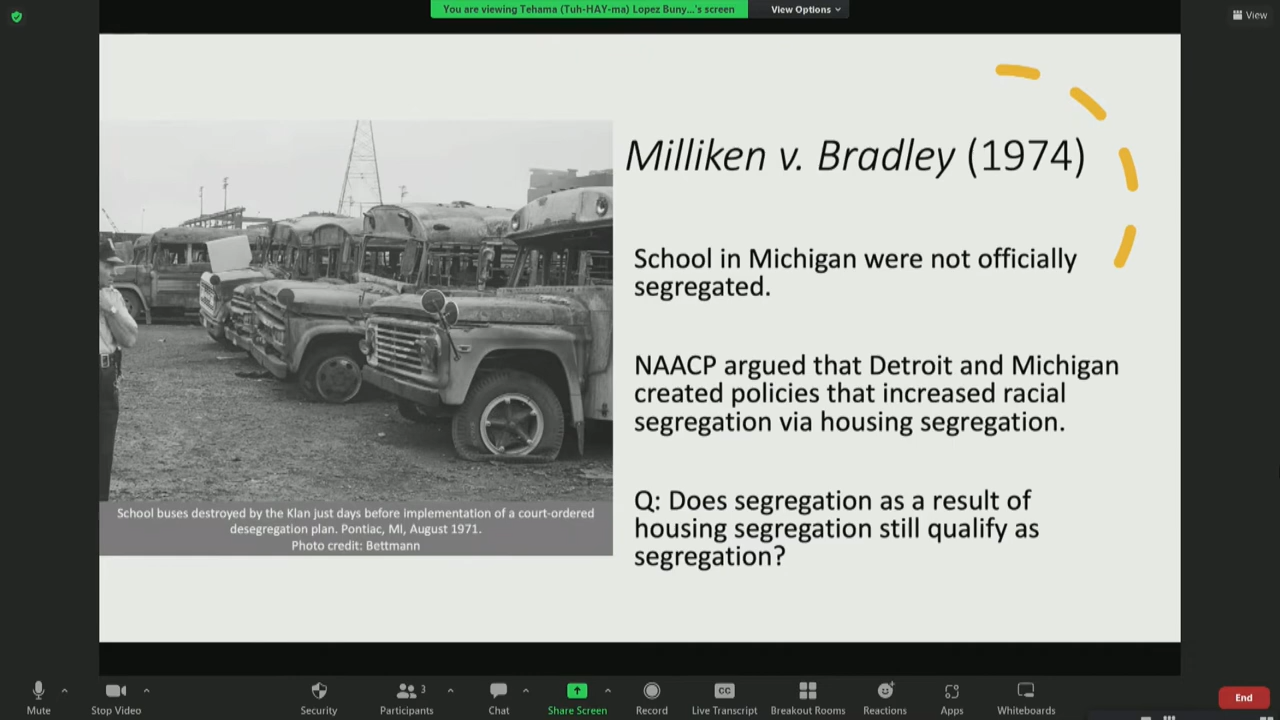 You are viewing Tehama (Tuh-HAY-ma) Lopez Buny...'s screen
View Options
View
Milliken v. Bradley (1974)
School in Michigan were not officially
segregated.
NAACP argued that Detroit and Michigan
created policies that increased racial
segregation via housing segregation.
Q: Does segregation as a result of
housing segregation still qualify as
segregation?
School buses destroyed by the Klan just days before implementation of a court-ordered
desegregation plan. Pontiac, MI, August 1971.
Photo credit: Bettmann
Mute
Stop Video
Security
3
Participants
Chat
Share Screen
Record
CC
Live Transcript
Breakout Rooms
Reactions
Apps
Whiteboards
End